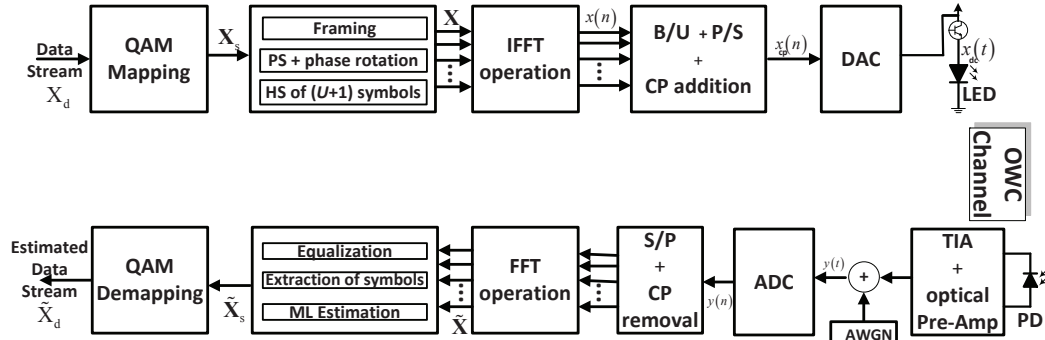 Data
Stream
X_d
QAM
Mapping
X_s
Framing
PS + phase rotation
HS of (U+1) symbols
X
IFFT
operation
x(n)
B/U + P/S
+
CP addition
x_cp(n)
DAC
x_dc(t)
LED
OWC
Channel
Estimated
Data
Stream
X̃_d
QAM
Demapping
X̃_s
Equalization
Extraction of symbols
ML Estimation
X̃
FFT
operation
S/P
+
CP
removal
y(n)
ADC
y(t)
+
AWGN
TIA
+
optical
Pre-Amp
PD